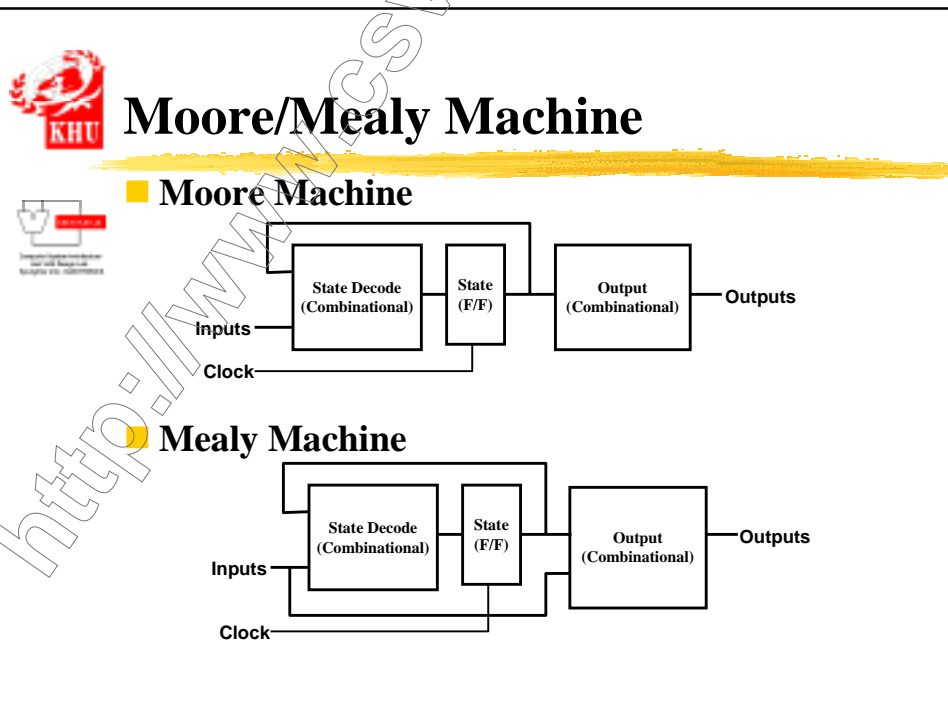 KHU
Moore/Mealy Machine
Moore Machine
State Decode
(Combinational)
State
(F/F)
Output
(Combinational)
Outputs
Inputs
Clock
Mealy Machine
State Decode
(Combinational)
State
(F/F)
Output
(Combinational)
Outputs
Inputs
Clock
http://www.cs